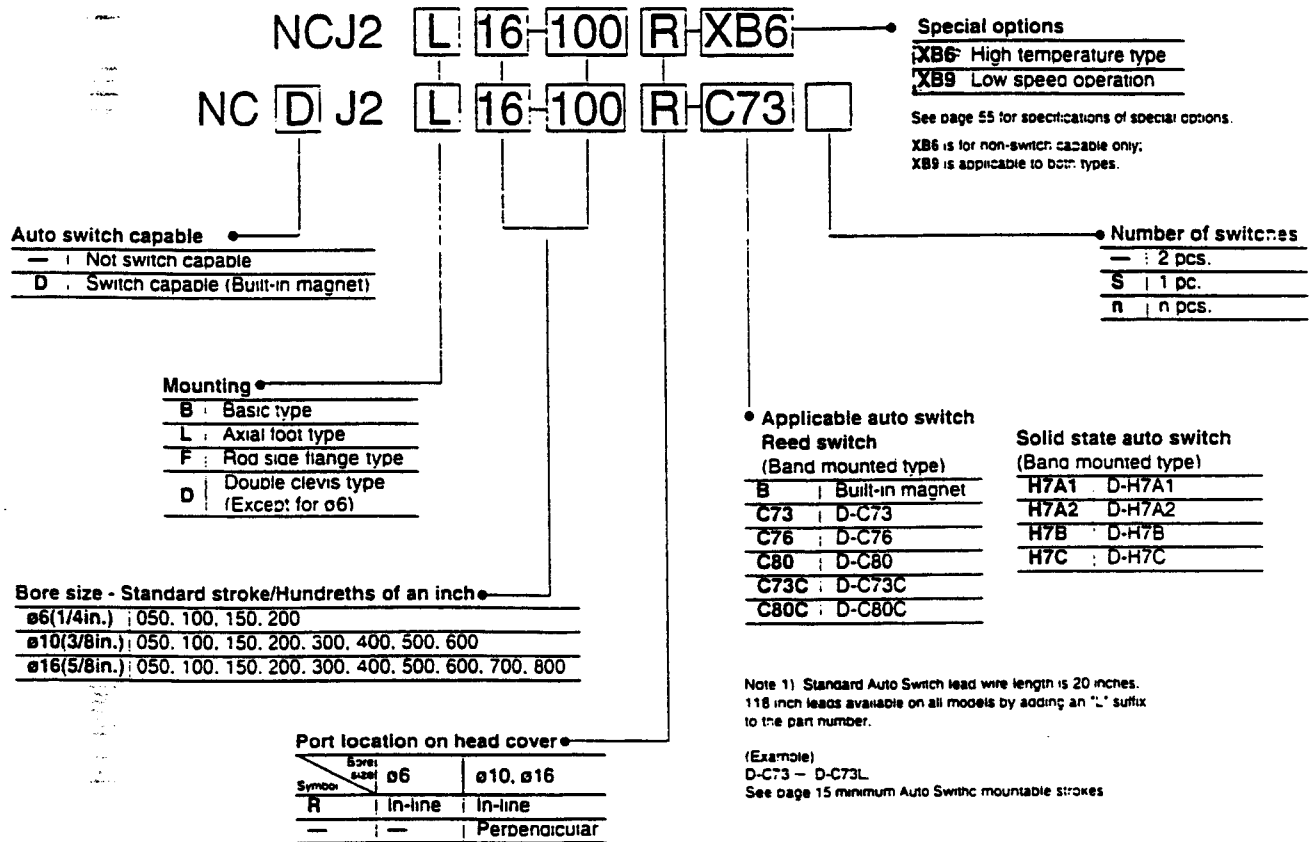 NCJ2 L 16-100 R-XB6
NC D J2 L 16-100 R-C73
Special options
XB6 High temperature type
XB9 Low speed operation
See page 55 for specifications of special options.
XB6 is for non-switch capable only;
XB9 is applicable to both types.
Auto switch capable
— Not switch capable
D Switch capable (Built-in magnet)
Number of switches
— 2 pcs.
S 1 pc.
n n pcs.
Mounting
B Basic type
L Axial foot type
F Rod side flange type
D Double clevis type
(Except for ø6)
Applicable auto switch
Reed switch
(Band mounted type)
B Built-in magnet
C73 D-C73
C76 D-C76
C80 D-C80
C73C D-C73C
C80C D-C80C
Solid state auto switch
(Band mounted type)
H7A1 D-H7A1
H7A2 D-H7A2
H7B D-H7B
H7C D-H7C
Bore size - Standard stroke/Hundreths of an inch
ø6(1/4in.) 050. 100. 150. 200
ø10(3/8in.) 050. 100. 150. 200. 300. 400. 500. 600
ø16(5/8in.) 050. 100. 150. 200. 300. 400. 500. 600. 700. 800
Note 1) Standard Auto Switch lead wire length is 20 inches.
118 inch leads available on all models by adding an "L" suffix
to the part number.
(Example)
D-C73 — D-C73L
See page 15 minimum Auto Swithc mountable strokes
Port location on head cover
Bore size
Symbol
ø6 ø10, ø16
R In-line In-line
— — Perpendicular